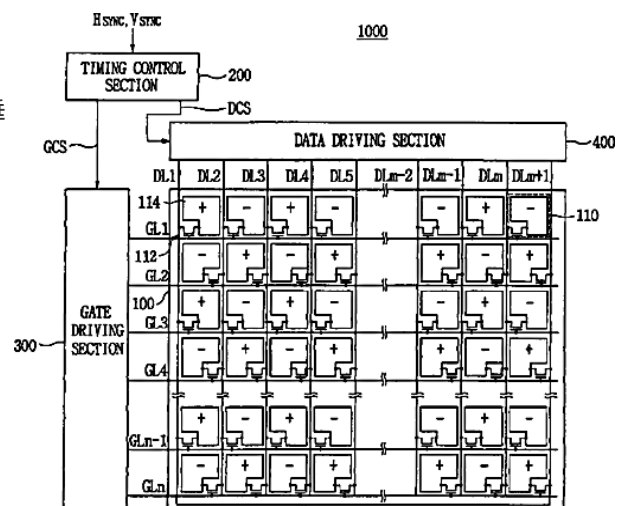 HSYNC, VSYNC
1000
TIMING CONTROL
SECTION
200
DCS
GCS
DATA DRIVING SECTION
400
DL1 DL2 DL3 DL4 DL5 DLm-2 DLm-1 DLm DLm+1
114 + - + - - + - 110
GL1
112
- + - + + - +
GL2
100
+ - + - - + -
GL3
GATE
DRIVING
SECTION
300
- + - + + - +
GL4
+ - + - - + -
GLn-1
- + - + + - +
GLn